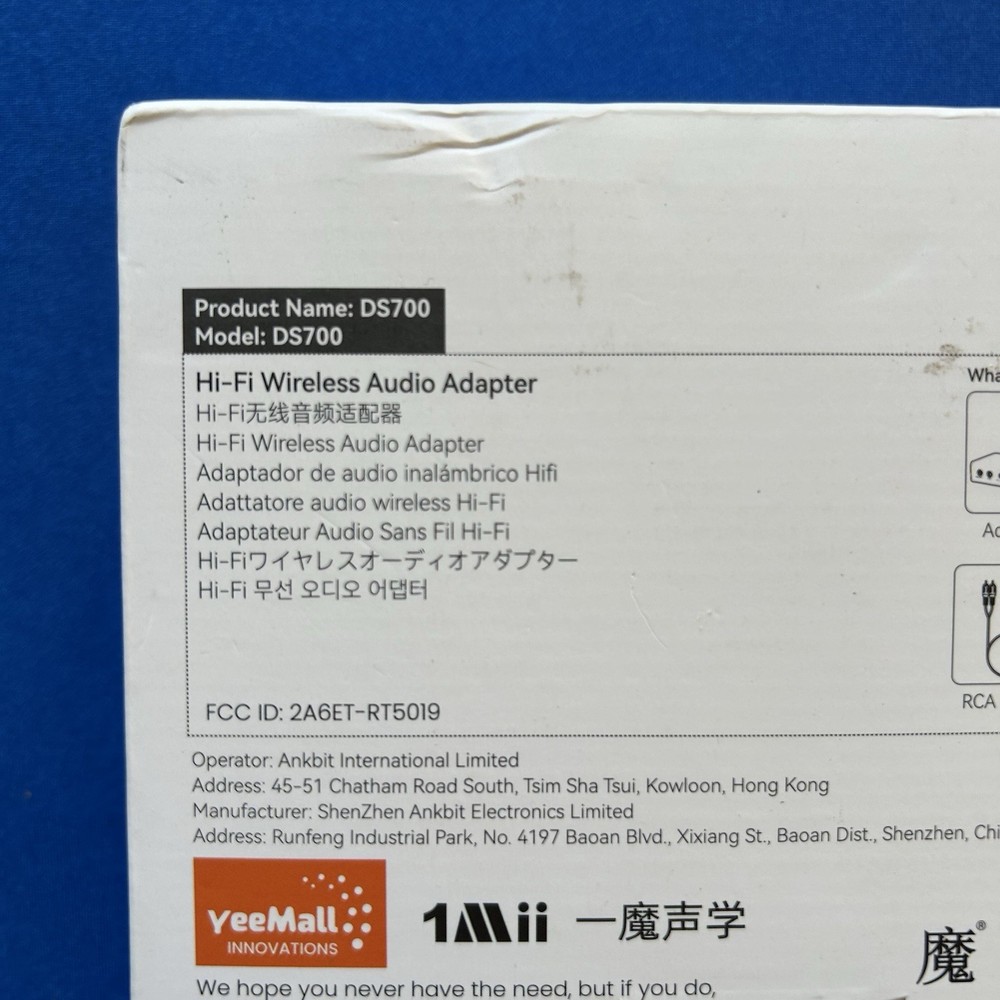 Product Name: DS700
Model: DS700
Hi-Fi Wireless Audio Adapter
Hi-Fi无线音频适配器
Hi-Fi Wireless Audio Adapter
Adaptador de audio inalámbrico Hifi
Adattatore audio wireless Hi-Fi
Adaptateur Audio Sans Fil Hi-Fi
Hi-Fiワイヤレスオーディオアダプター
Hi-Fi 무선 오디오 어댑터
FCC ID: 2A6ET-RT5019
RCA
Operator: Ankbit International Limited
Address: 45-51 Chatham Road South, Tsim Sha Tsui, Kowloon, Hong Kong
Manufacturer: ShenZhen Ankbit Electronics Limited
Address: Runfeng Industrial Park, No. 4197 Baoan Blvd., Xixiang St., Baoan Dist., Shenzhen,
YeeMall
INNOVATIONS
1Mii 一魔声学
魔®
We hope you never have the need, but if you do,